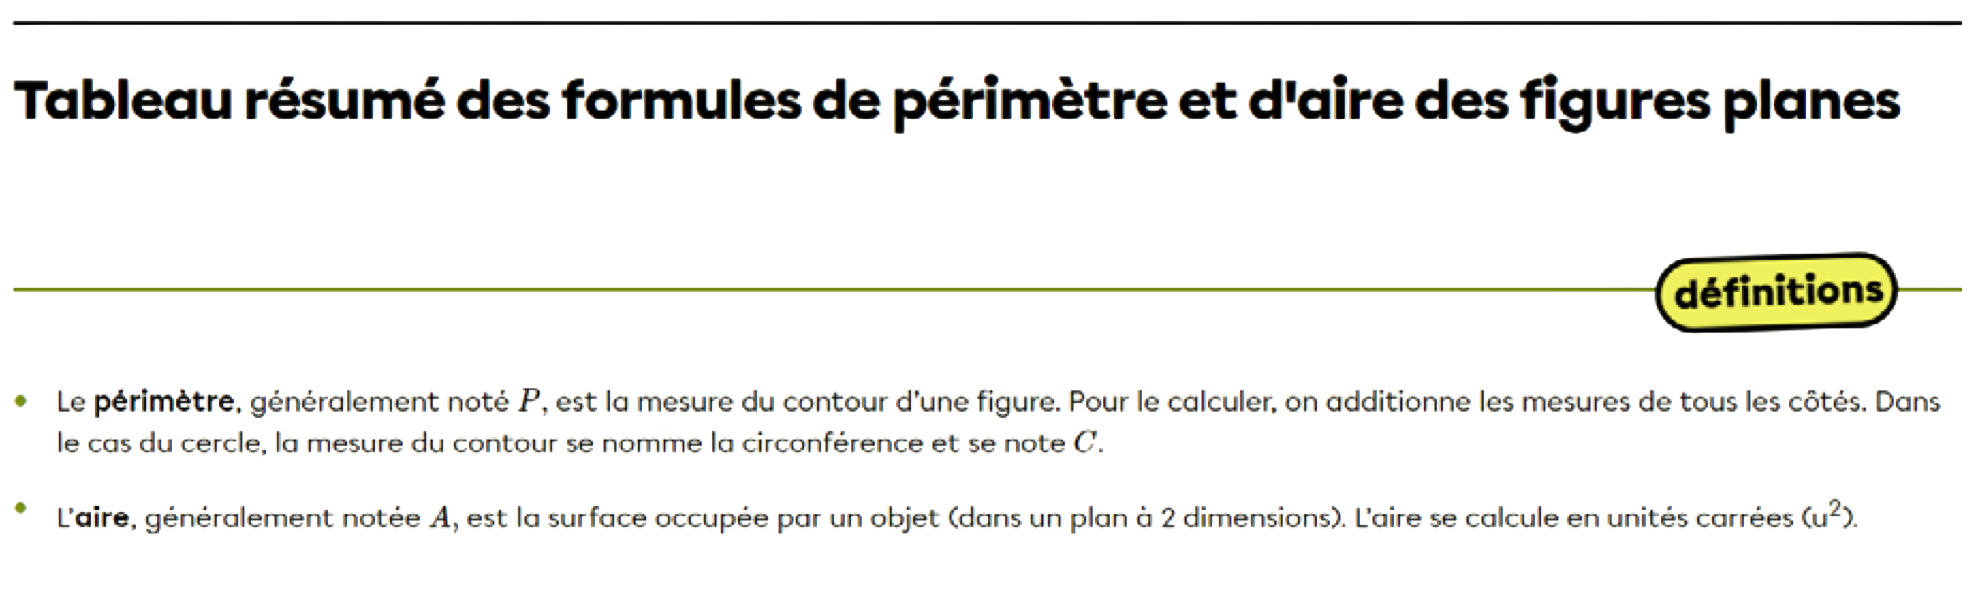 Tableau résumé des formules de périmètre et d'aire des figures planes
définitions
Le périmètre, généralement noté P, est la mesure du contour d'une figure. Pour le calculer, on additionne les mesures de tous les côtés. Dans
le cas du cercle, la mesure du contour se nomme la circonférence et se note C.
L'aire, généralement notée A, est la surface occupée par un objet (dans un plan à 2 dimensions). L'aire se calcule en unités carrées (u²).